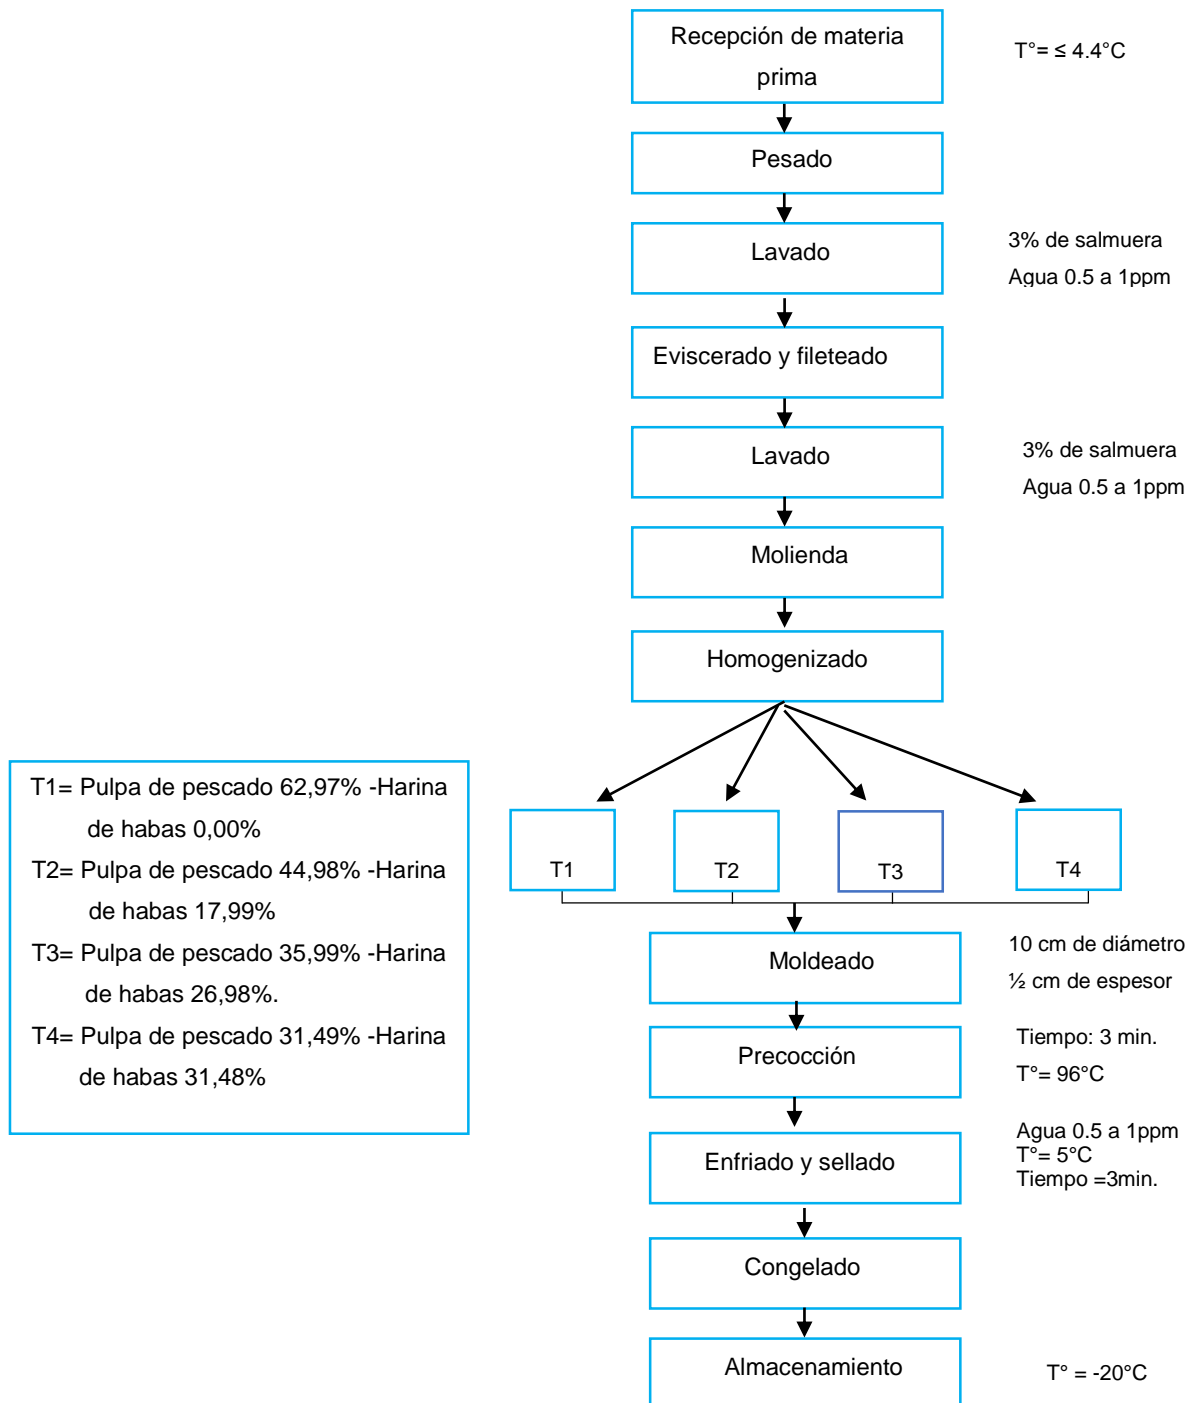 Recepción de materia
prima
T°= ≤ 4.4°C
Pesado
Lavado
3% de salmuera
Agua 0.5 a 1ppm
Eviscerado y fileteado
Lavado
3% de salmuera
Agua 0.5 a 1ppm
Molienda
Homogenizado
T1= Pulpa de pescado 62,97% -Harina
de habas 0,00%
T2= Pulpa de pescado 44,98% -Harina
de habas 17,99%
T3= Pulpa de pescado 35,99% -Harina
de habas 26,98%.
T4= Pulpa de pescado 31,49% -Harina
de habas 31,48%
T1
T2
T3
T4
Moldeado
10 cm de diámetro
½ cm de espesor
Precocción
Tiempo: 3 min.
T°= 96°C
Enfriado y sellado
Agua 0.5 a 1ppm
T°= 5°C
Tiempo =3min.
Congelado
Almacenamiento
T° = -20°C